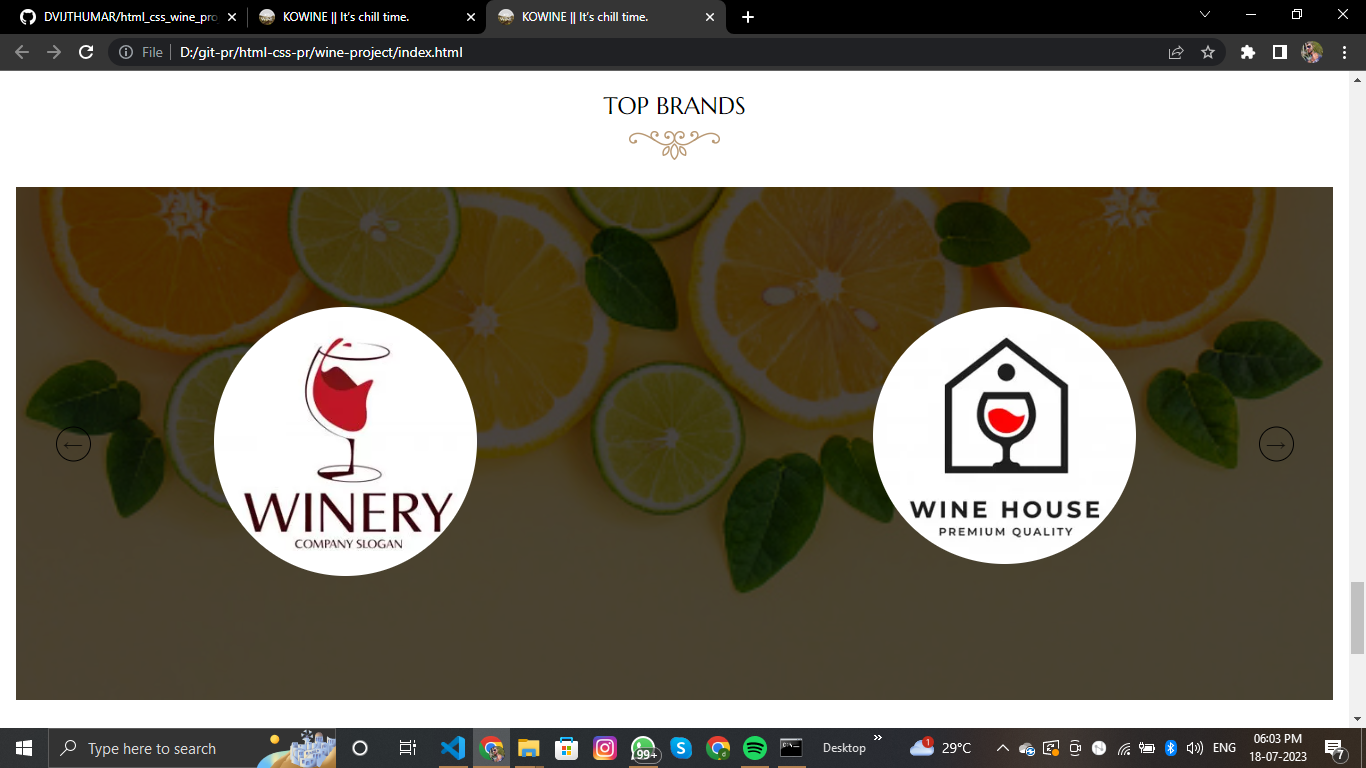 DVIJTHUMAR/html_css_wine_pro
KOWINE || It's chill time.
KOWINE || It's chill time.
File
D:/git-pr/html-css-pr/wine-project/index.html
TOP BRANDS
WINERY
COMPANY SLOGAN
WINE HOUSE
PREMIUM QUALITY
Type here to search
99+
Desktop
1
29°C
ENG
06:03 PM
18-07-2023
7